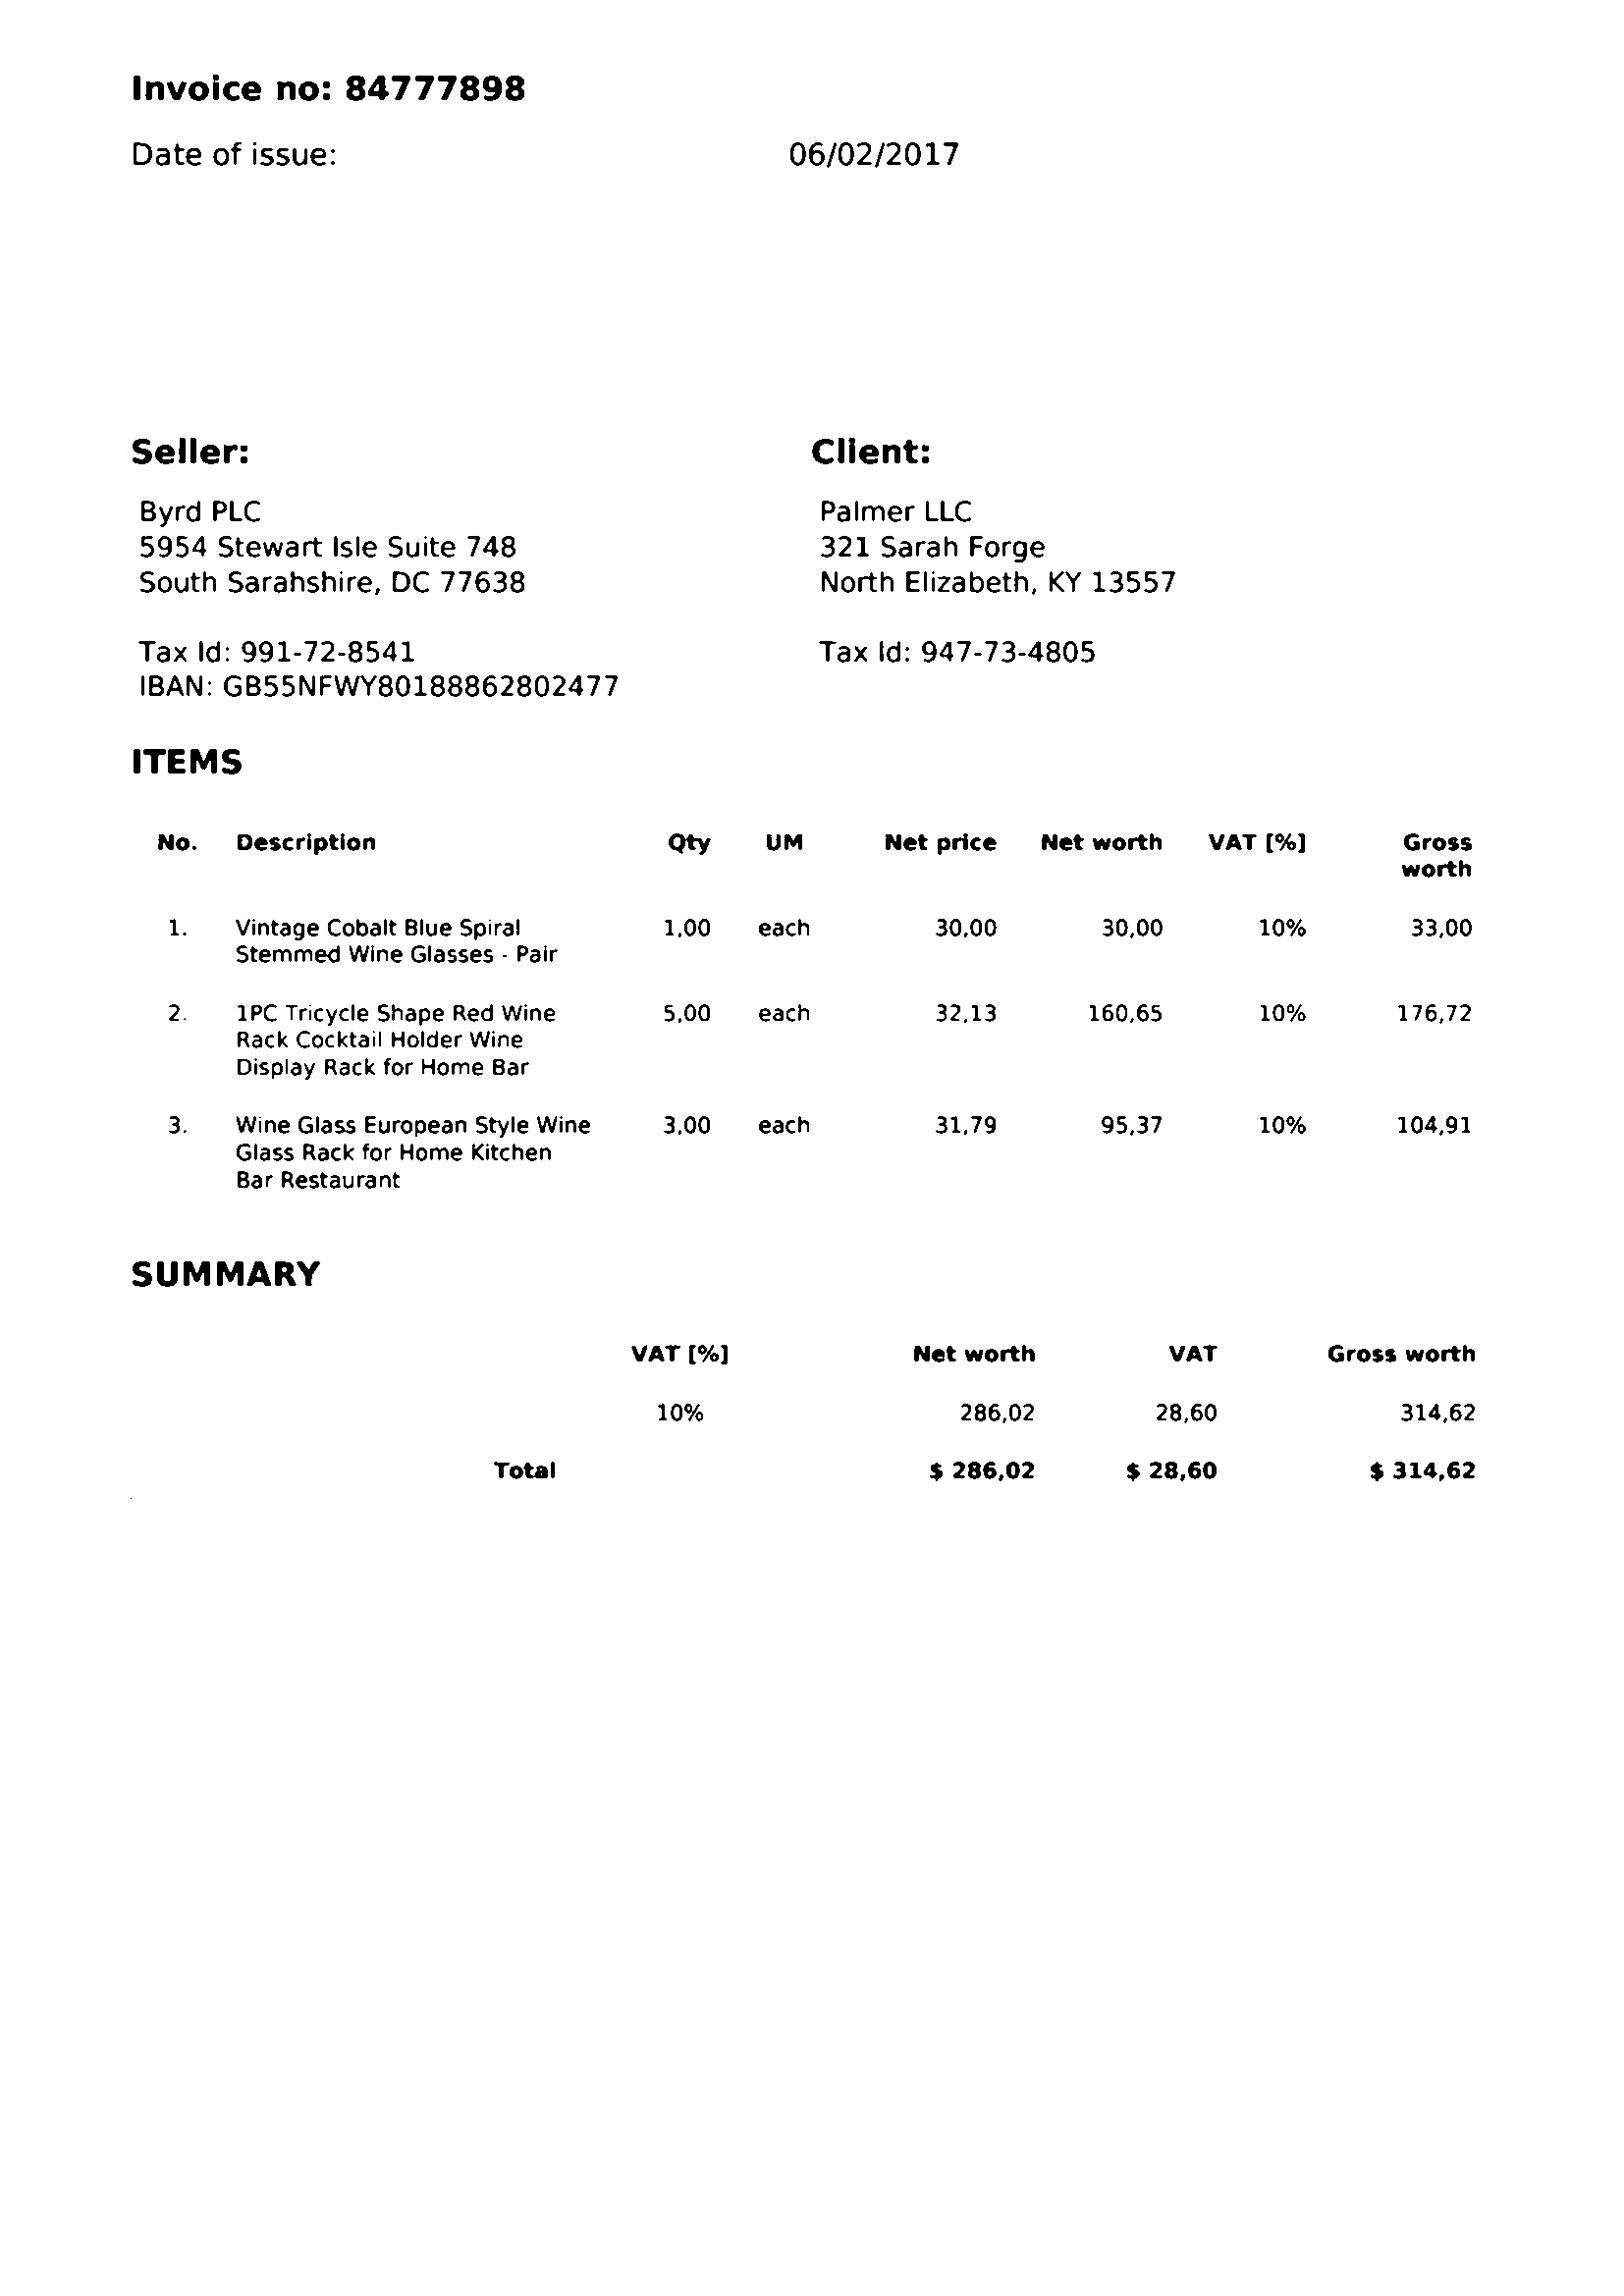 Invoice no: 84777898
Date of issue: 06/02/2017
Seller:
Byrd PLC
5954 Stewart Isle Suite 748
South Sarahshire, DC 77638
Tax Id: 991-72-8541
IBAN: GB55NFWY80188862802477
Client:
Palmer LLC
321 Sarah Forge
North Elizabeth, KY 13557
Tax Id: 947-73-4805
ITEMS
No. Description Qty UM Net price Net worth VAT [%] Gross
worth
1. Vintage Cobalt Blue Spiral 1,00 each 30,00 30,00 10% 33,00
Stemmed Wine Glasses - Pair
2. 1PC Tricycle Shape Red Wine 5,00 each 32,13 160,65 10% 176,72
Rack Cocktail Holder Wine
Display Rack for Home Bar
3. Wine Glass European Style Wine 3,00 each 31,79 95,37 10% 104,91
Glass Rack for Home Kitchen
Bar Restaurant
SUMMARY
VAT [%] Net worth VAT Gross worth
10% 286,02 28,60 314,62
Total $ 286,02 $ 28,60 $ 314,62